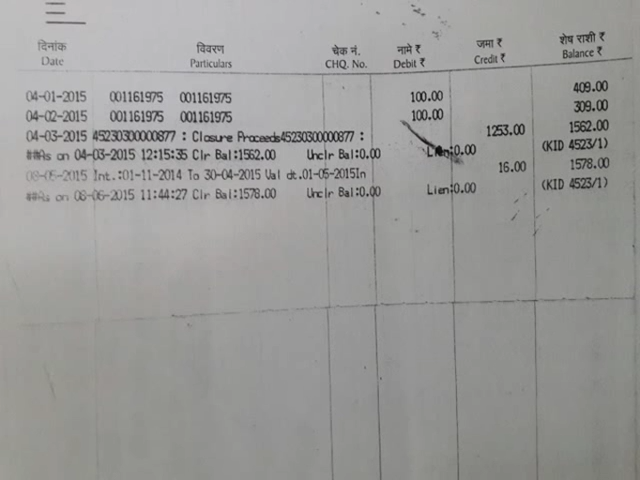 दिनांक विवरण चेक नं. नामे ₹ जमा ₹ शेष राशी ₹
Date Particulars CHQ. No. Debit ₹ Credit ₹ Balance ₹
04-01-2015 001161975 001161975 100.00 409.00
04-02-2015 001161975 001161975 100.00 309.00
04-03-2015 45230300000877 : Closure Proceeds45230300000877 : 1253.00 1562.00
##As on 04-03-2015 12:15:35 Clr Bal:1562.00 Unclr Bal:0.00 Lien:0.00 (KID 4523/1)
08-05-2015 Int.:01-11-2014 To 30-04-2015 Val dt.01-05-2015In 16.00 1578.00
##As on 08-06-2015 11:44:27 Clr Bal:1578.00 Unclr Bal:0.00 Lien:0.00 (KID 4523/1)